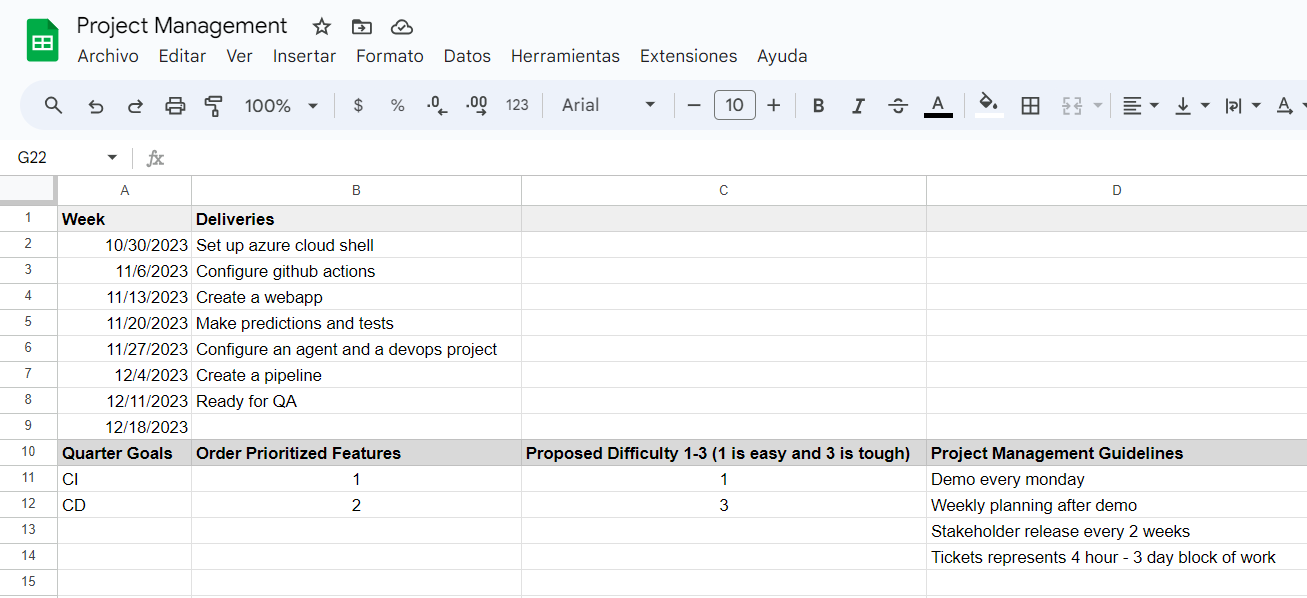 Project Management
Archivo Editar Ver Insertar Formato Datos Herramientas Extensiones Ayuda
100% $ % .0 .00 123 Arial 10 B I A A
G22 fx
A B C D
1 Week Deliveries
2 10/30/2023 Set up azure cloud shell
3 11/6/2023 Configure github actions
4 11/13/2023 Create a webapp
5 11/20/2023 Make predictions and tests
6 11/27/2023 Configure an agent and a devops project
7 12/4/2023 Create a pipeline
8 12/11/2023 Ready for QA
9 12/18/2023
10 Quarter Goals Order Prioritized Features Proposed Difficulty 1-3 (1 is easy and 3 is tough) Project Management Guidelines
11 CI 1 1 Demo every monday
12 CD 2 3 Weekly planning after demo
13 Stakeholder release every 2 weeks
14 Tickets represents 4 hour - 3 day block of work
15